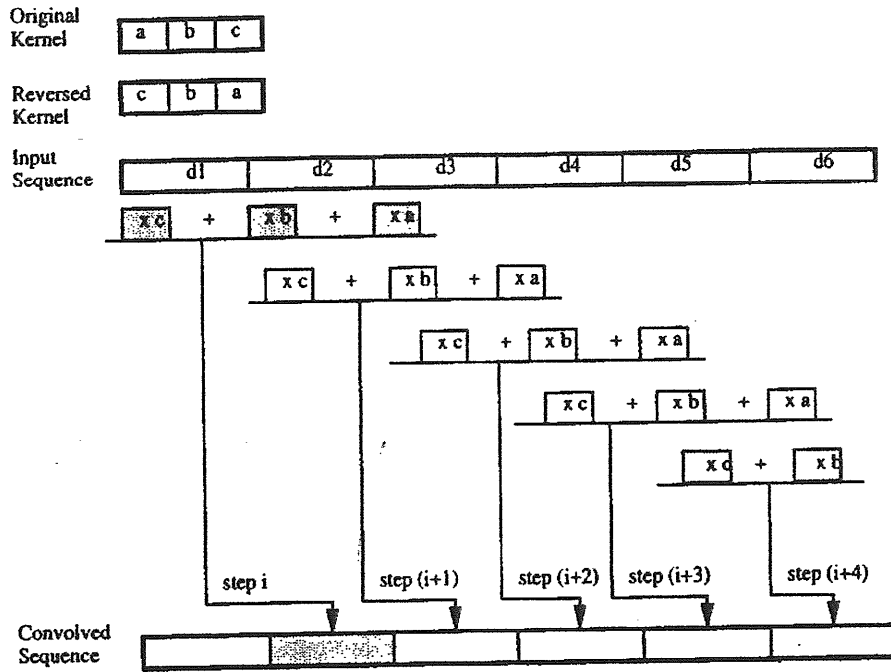 Original
Kernel
a b c
Reversed
Kernel
c b a
Input
Sequence
d1 d2 d3 d4 d5 d6
x c + x b + x a
x c + x b + x a
x c + x b + x a
x c + x b + x a
x c + x b
step i step (i+1) step (i+2) step (i+3) step (i+4)
Convolved
Sequence